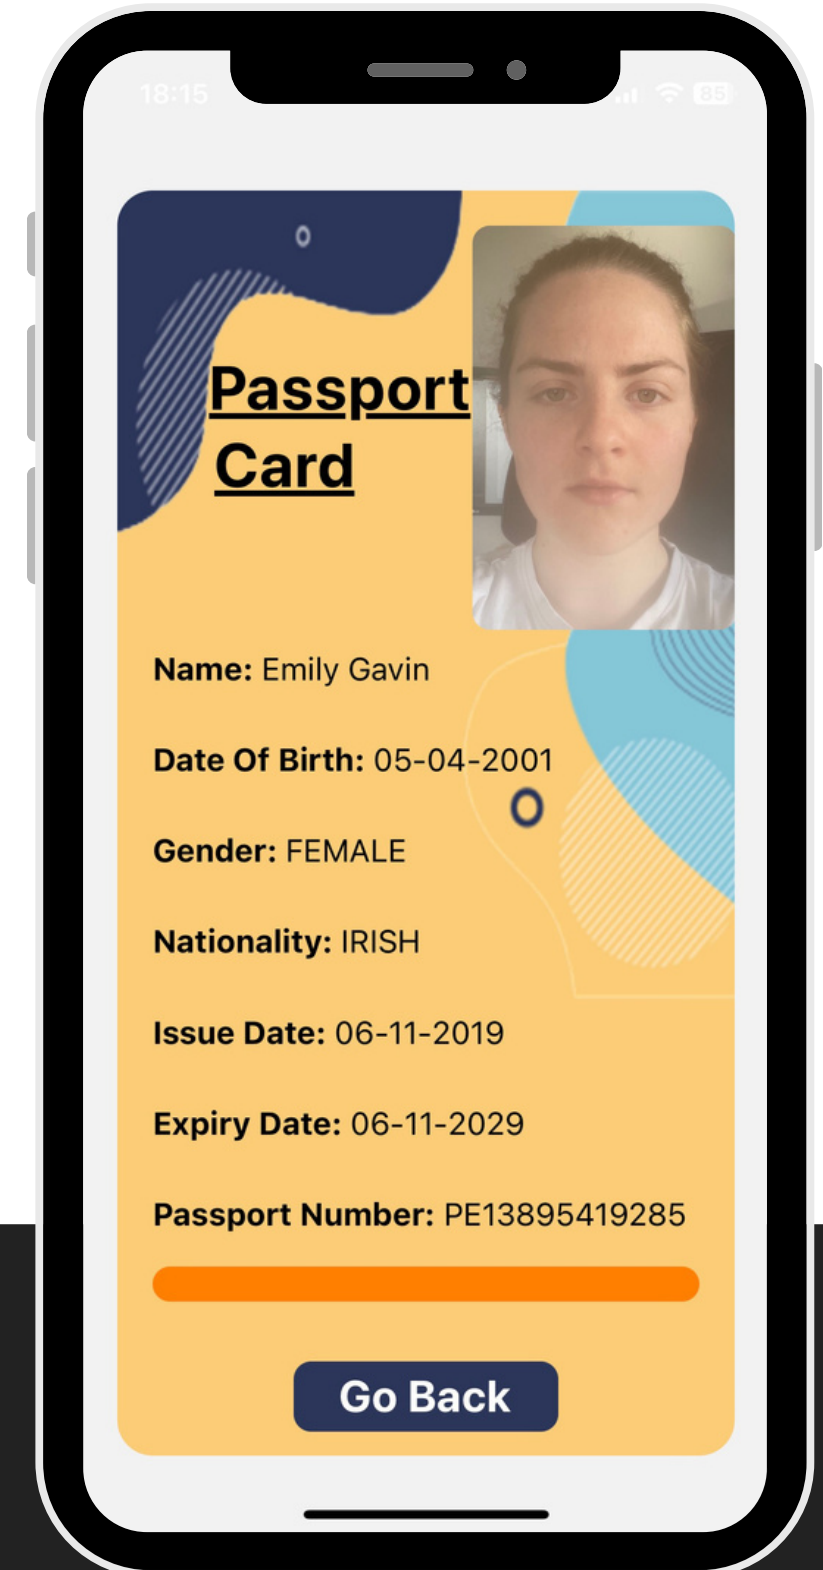 18:15
85
Passport
Card
Name: Emily Gavin
Date Of Birth: 05-04-2001
Gender: FEMALE
Nationality: IRISH
Issue Date: 06-11-2019
Expiry Date: 06-11-2029
Passport Number: PE13895419285
Go Back